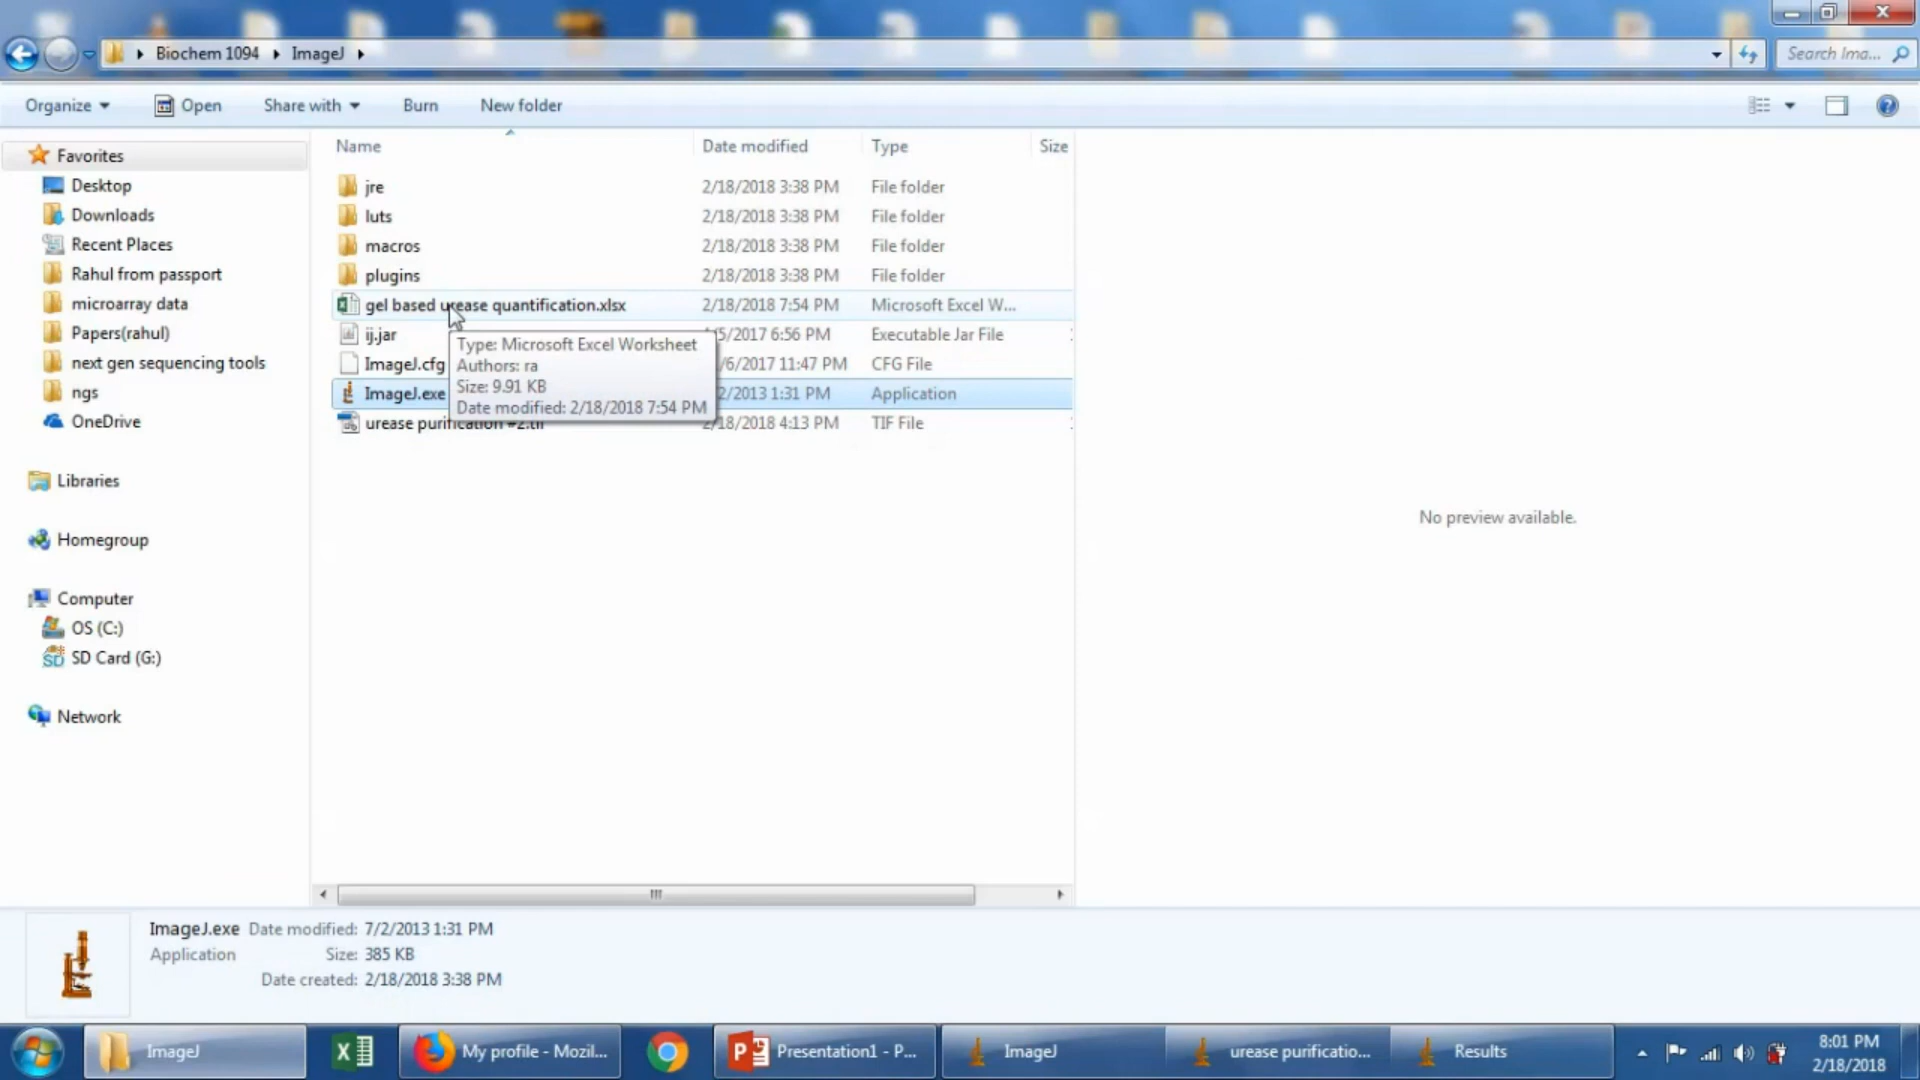 Biochem 1094 ImageJ Search Ima...
Organize Open Share with Burn New folder
Name Date modified Type Size
Favorites
Desktop
Downloads
Recent Places
Rahul from passport
microarray data
Papers(rahul)
next gen sequencing tools
ngs
OneDrive
Libraries
Homegroup
Computer
OS (C:)
SD Card (G:)
Network
jre 2/18/2018 3:38 PM File folder
luts 2/18/2018 3:38 PM File folder
macros 2/18/2018 3:38 PM File folder
plugins 2/18/2018 3:38 PM File folder
gel based urease quantification.xlsx 2/18/2018 7:54 PM Microsoft Excel W...
ij.jar 5/2017 6:56 PM Executable Jar File
ImageJ.cfg /6/2017 11:47 PM CFG File
ImageJ.exe 2/2013 1:31 PM Application
urease purification #2.tif 2/18/2018 4:13 PM TIF File
Type: Microsoft Excel Worksheet
Authors: ra
Size: 9.91 KB
Date modified: 2/18/2018 7:54 PM
No preview available.
ImageJ.exe Date modified: 7/2/2013 1:31 PM
Application Size: 385 KB
Date created: 2/18/2018 3:38 PM
ImageJ My profile - Mozil... Presentation1 - P... ImageJ urease purificatio... Results 8:01 PM
2/18/2018